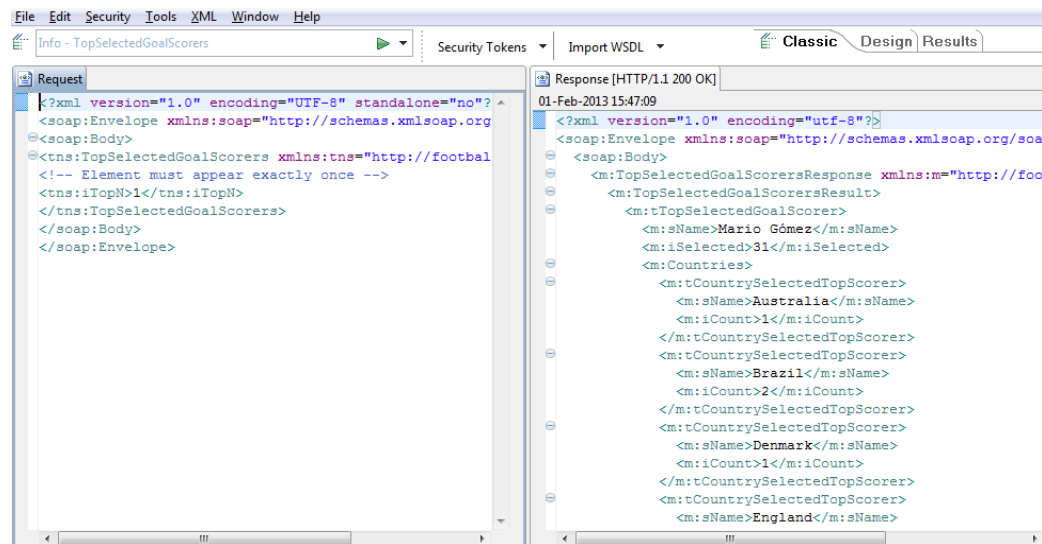 File Edit Security Tools XML Window Help
Info - TopSelectedGoalScorers Security Tokens Import WSDL Classic Design Results
Request
<?xml version="1.0" encoding="UTF-8" standalone="no"?
<soap:Envelope xmlns:soap="http://schemas.xmlsoap.org
<soap:Body>
<tns:TopSelectedGoalScorers xmlns:tns="http://footbal
<!-- Element must appear exactly once -->
<tns:iTopN>1</tns:iTopN>
</tns:TopSelectedGoalScorers>
</soap:Body>
</soap:Envelope>
Response [HTTP/1.1 200 OK]
01-Feb-2013 15:47:09
<?xml version="1.0" encoding="utf-8"?>
<soap:Envelope xmlns:soap="http://schemas.xmlsoap.org/soa
<soap:Body>
<m:TopSelectedGoalScorersResponse xmlns:m="http://foo
<m:TopSelectedGoalScorersResult>
<m:tTopSelectedGoalScorer>
<m:sName>Mario Gómez</m:sName>
<m:iSelected>31</m:iSelected>
<m:Countries>
<m:tCountrySelectedTopScorer>
<m:sName>Australia</m:sName>
<m:iCount>1</m:iCount>
</m:tCountrySelectedTopScorer>
<m:tCountrySelectedTopScorer>
<m:sName>Brazil</m:sName>
<m:iCount>2</m:iCount>
</m:tCountrySelectedTopScorer>
<m:tCountrySelectedTopScorer>
<m:sName>Denmark</m:sName>
<m:iCount>1</m:iCount>
</m:tCountrySelectedTopScorer>
<m:tCountrySelectedTopScorer>
<m:sName>England</m:sName>